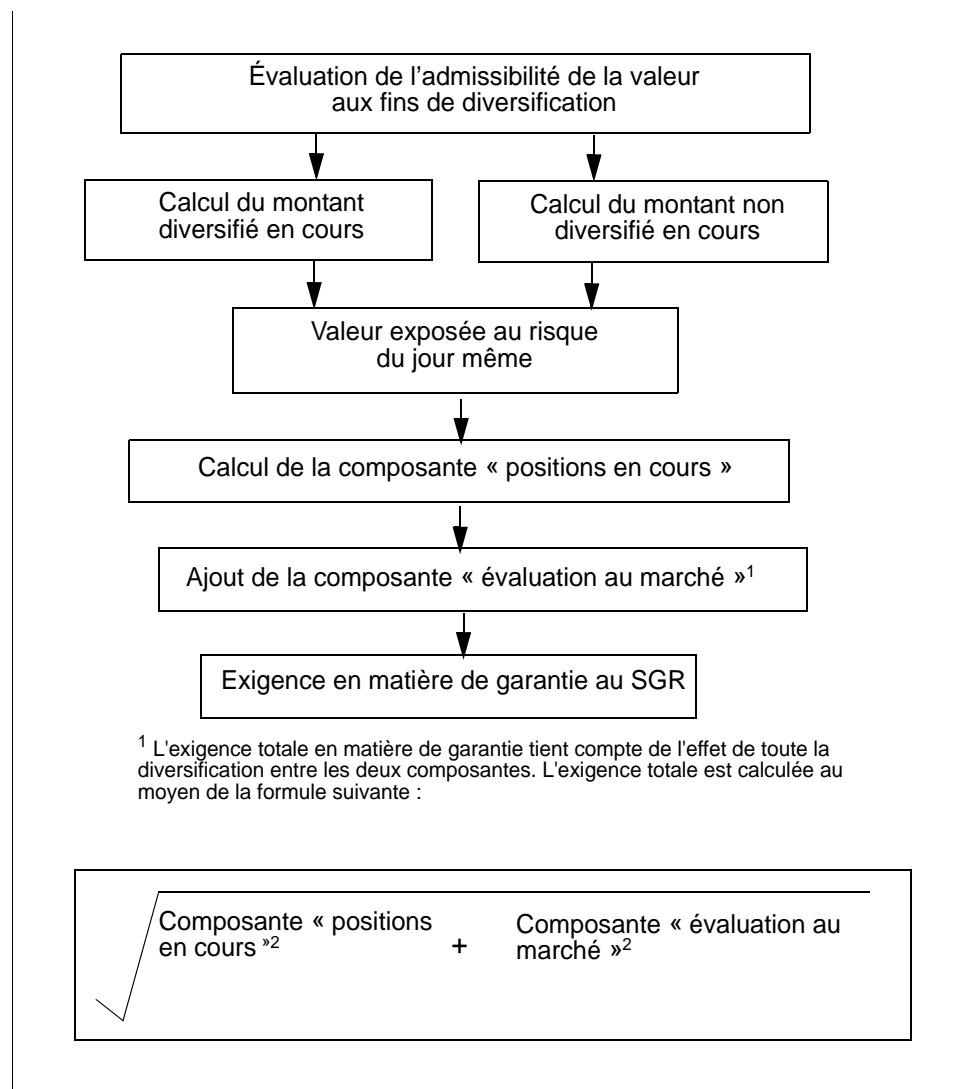 Évaluation de l'admissibilité de la valeur
aux fins de diversification
Calcul du montant
diversifié en cours
Calcul du montant non
diversifié en cours
Valeur exposée au risque
du jour même
Calcul de la composante « positions en cours »
Ajout de la composante « évaluation au marché »1
Exigence en matière de garantie au SGR
1 L'exigence totale en matière de garantie tient compte de l'effet de toute la
diversification entre les deux composantes. L'exigence totale est calculée au
moyen de la formule suivante :
Composante « positions
en cours »2
+
Composante « évaluation au
marché »2